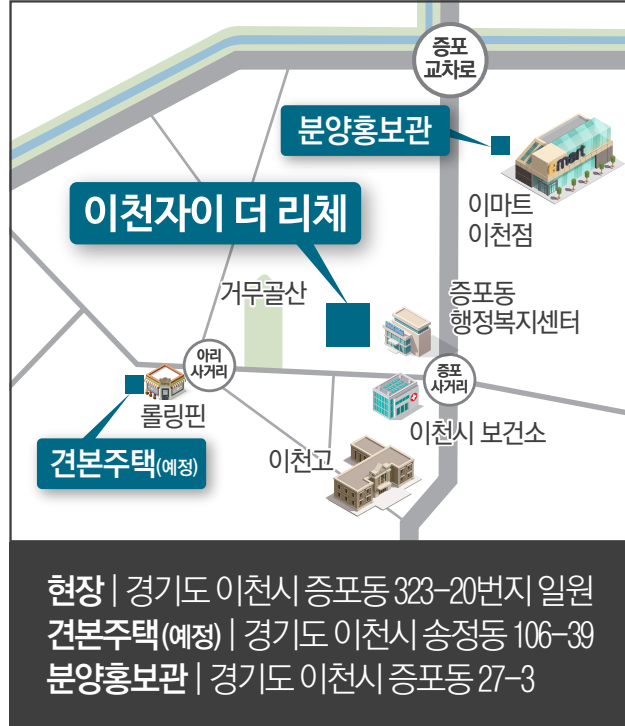 증포
교차로
분양홍보관
mart
이마트
이천점
이천자이 더 리체
거무골산
증포동
행정복지센터
아리
사거리
증포
사거리
롤링핀
이천시 보건소
견본주택(예정)
이천고
현장 | 경기도 이천시 증포동 323-20번지 일원
견본주택(예정) | 경기도 이천시 송정동 106-39
분양홍보관 | 경기도 이천시 증포동 27-3